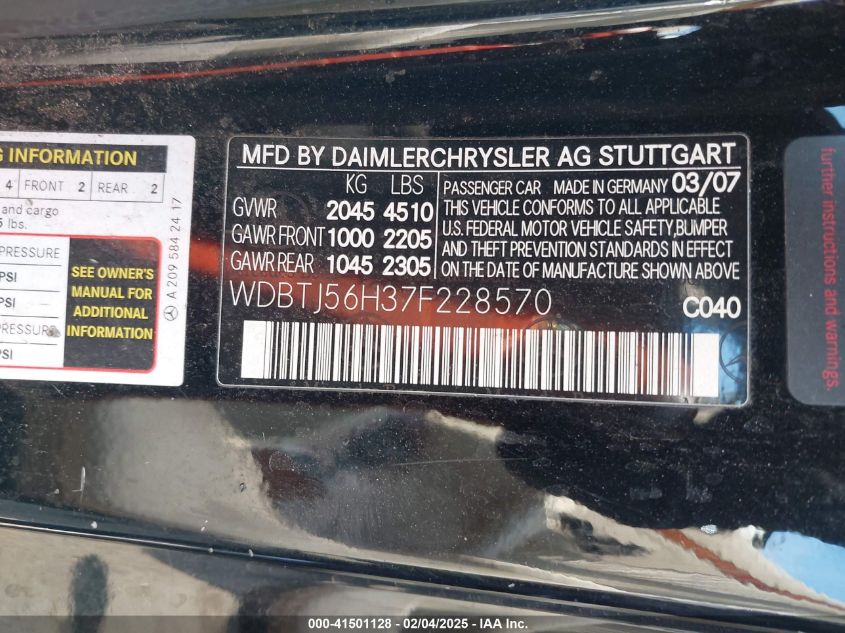 G INFORMATION
4 FRONT 2 REAR 2
and cargo
lbs.
PRESSURE
PSI
PSI
PRESSURE
PSI
SEE OWNER'S
MANUAL FOR
ADDITIONAL
INFORMATION
A 209 584 24 17
MFD BY DAIMLERCHRYSLER AG STUTTGART
KG LBS
GVWR 2045 4510
GAWR FRONT 1000 2205
GAWR REAR 1045 2305
PASSENGER CAR MADE IN GERMANY 03/07
THIS VEHICLE CONFORMS TO ALL APPLICABLE
U.S. FEDERAL MOTOR VEHICLE SAFETY,BUMPER
AND THEFT PREVENTION STANDARDS IN EFFECT
ON THE DATE OF MANUFACTURE SHOWN ABOVE
WDBTJ56H37F228570
C040
further information.
see warnings.
000-41501128 - 02/04/2025 - IAA Inc.